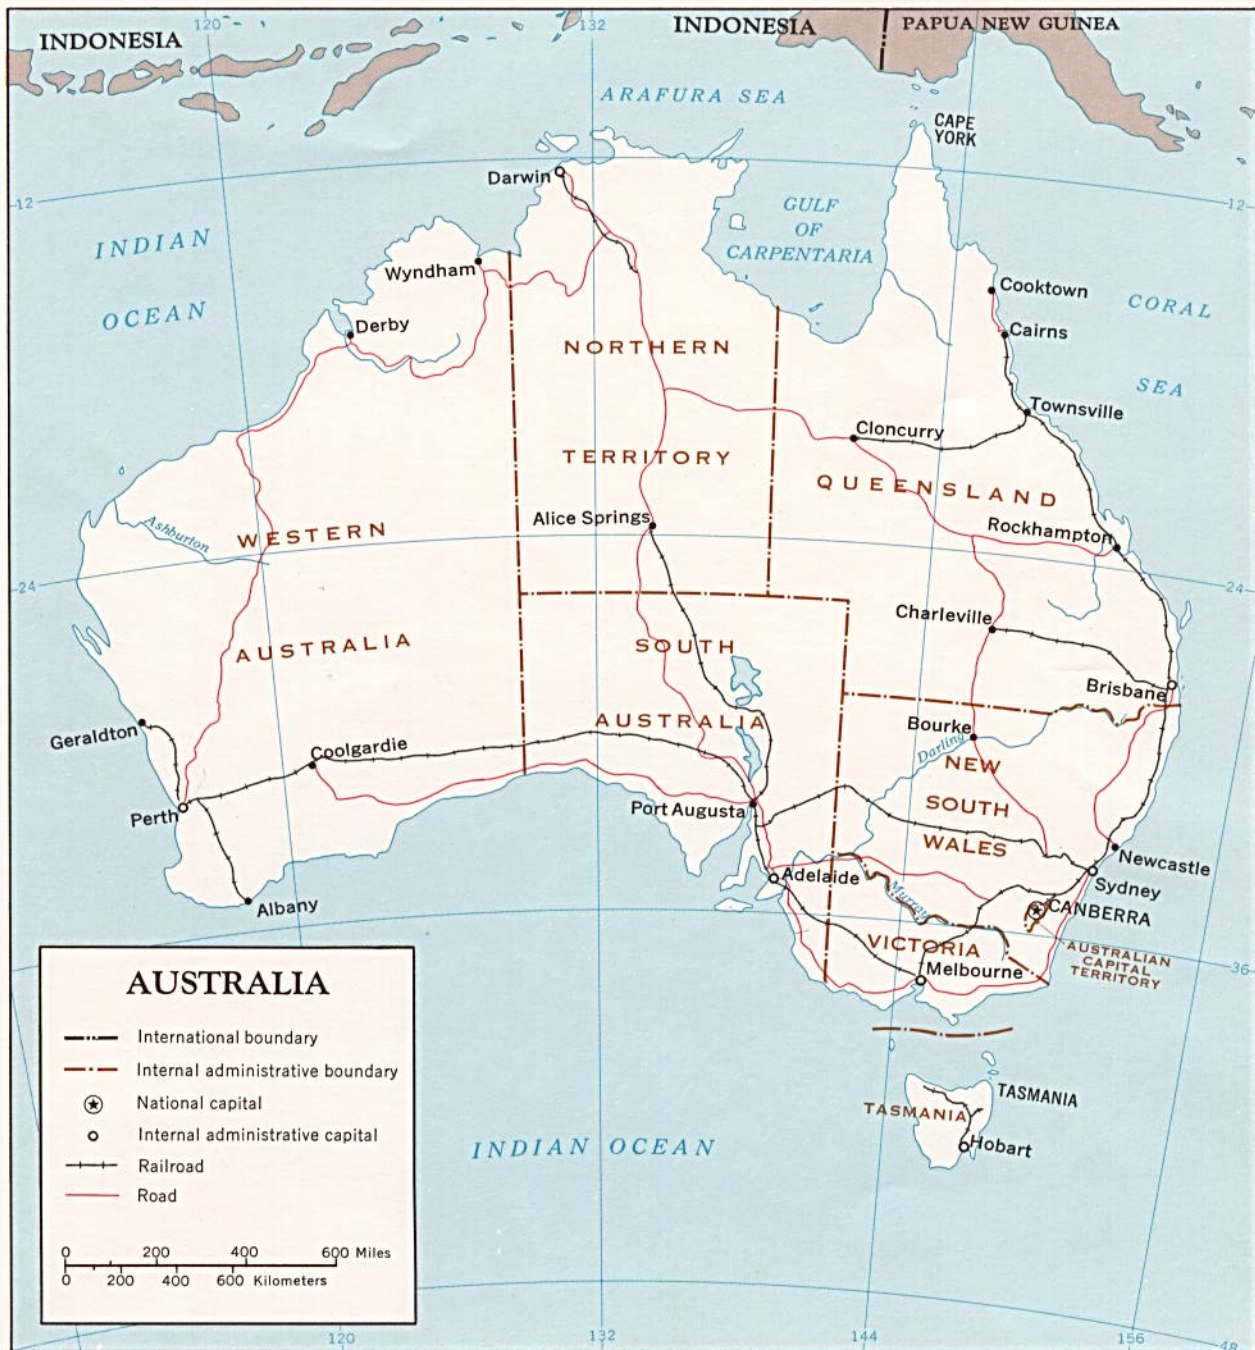 120
132
INDONESIA
INDONESIA
PAPUA NEW GUINEA
ARAFURA SEA
CAPE
YORK
Darwin
12
12
GULF
OF
CARPENTARIA
INDIAN
OCEAN
Wyndham
Cooktown
CORAL
SEA
Derby
Cairns
NORTHERN
TERRITORY
Townsville
Cloncurry
QUEENSLAND
Alice Springs
Rockhampton
Ashburton
WESTERN
AUSTRALIA
24
24
Charleville
SOUTH
AUSTRALIA
Brisbane
Geraldton
Coolgardie
Bourke
Darling
NEW
SOUTH
WALES
Perth
Port Augusta
Newcastle
Adelaide
Sydney
Murray
Albany
CANBERRA
VICTORIA
AUSTRALIAN
CAPITAL
TERRITORY
Melbourne
36
TASMANIA
TASMANIA
Hobart
INDIAN OCEAN
AUSTRALIA
International boundary
Internal administrative boundary
National capital
Internal administrative capital
Railroad
Road
0 200 400 600 Miles
0 200 400 600 Kilometers
120
132
144
156
48